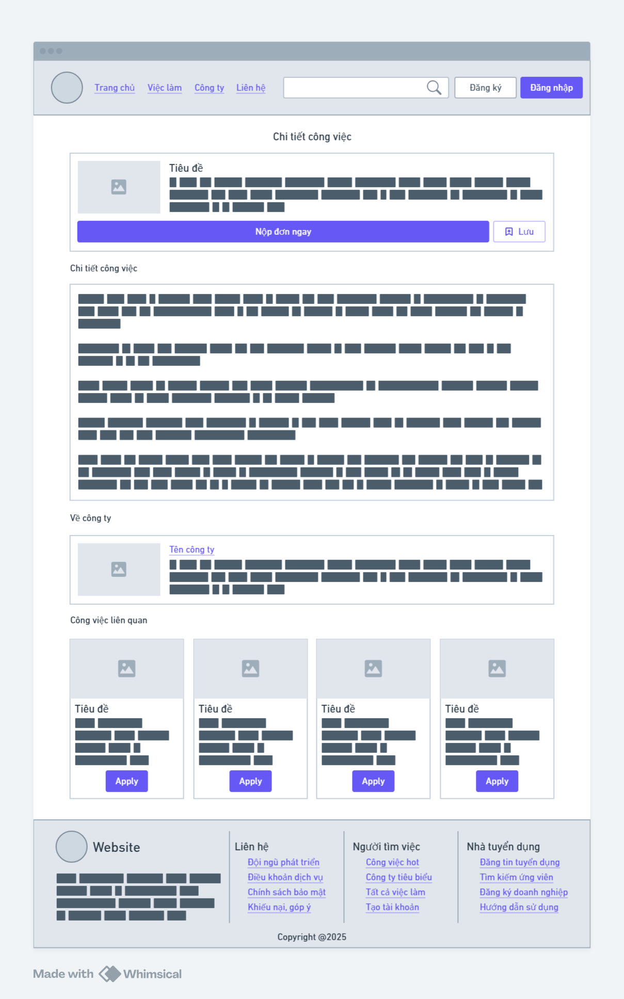 Trang chủ
Việc làm
Công ty
Liên hệ
Đăng ký
Đăng nhập
Chi tiết công việc
Tiêu đề
Nộp đơn ngay
Lưu
Chi tiết công việc
Về công ty
Tên công ty
Công việc liên quan
Tiêu đề
Apply
Tiêu đề
Apply
Tiêu đề
Apply
Tiêu đề
Apply
Website
Liên hệ
Đội ngũ phát triển
Điều khoản dịch vụ
Chính sách bảo mật
Khiếu nại, góp ý
Người tìm việc
Công việc hot
Công ty tiêu biểu
Tất cả việc làm
Tạo tài khoản
Nhà tuyển dụng
Đăng tin tuyển dụng
Tìm kiếm ứng viên
Đăng ký doanh nghiệp
Hướng dẫn sử dụng
Copyright @2025
Made with Whimsical